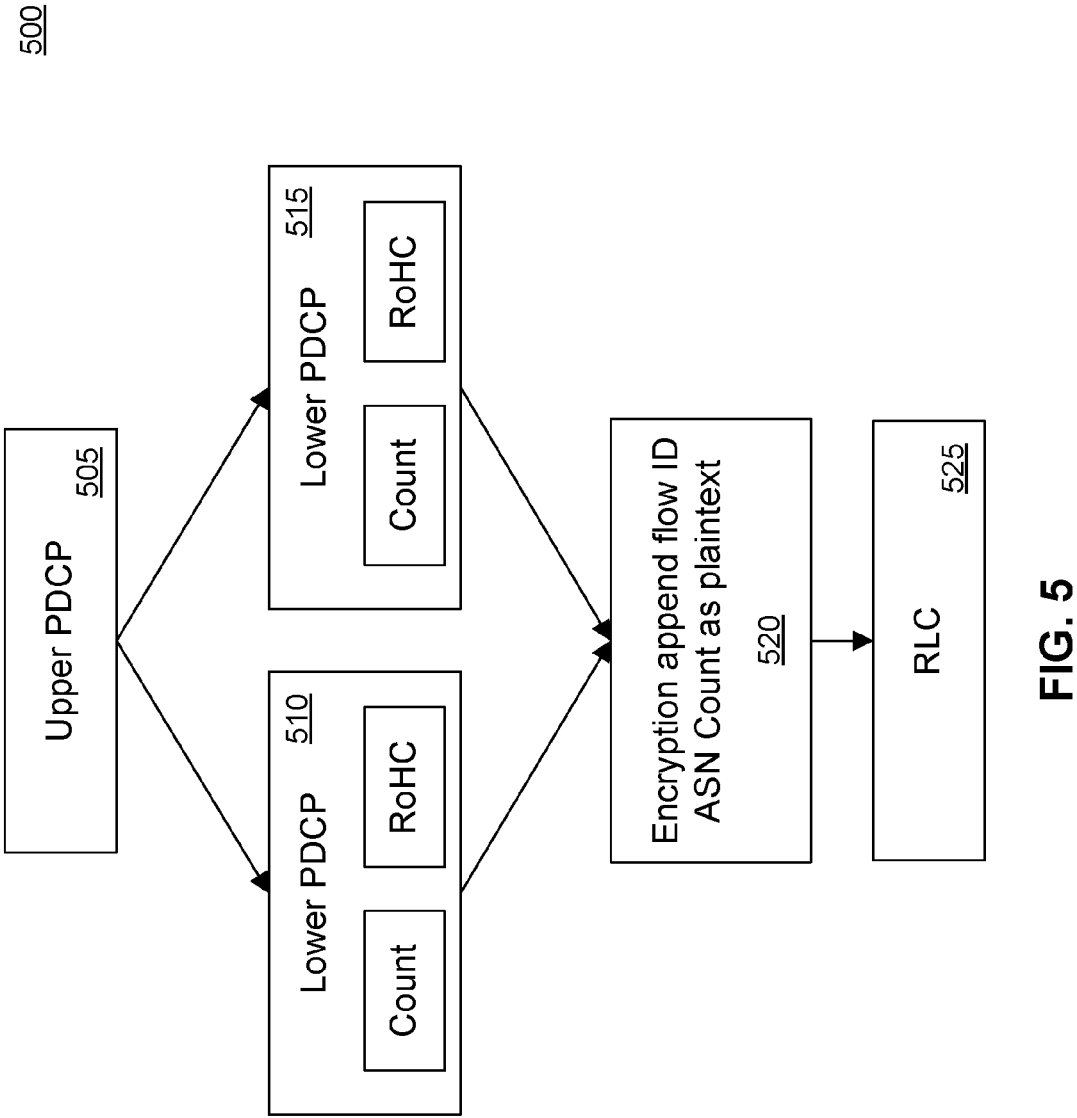 500
Upper PDCP
505
Lower PDCP
510
Count
RoHC
Lower PDCP
515
Count
RoHC
Encryption append flow ID
ASN Count as plaintext
520
RLC
525
FIG. 5